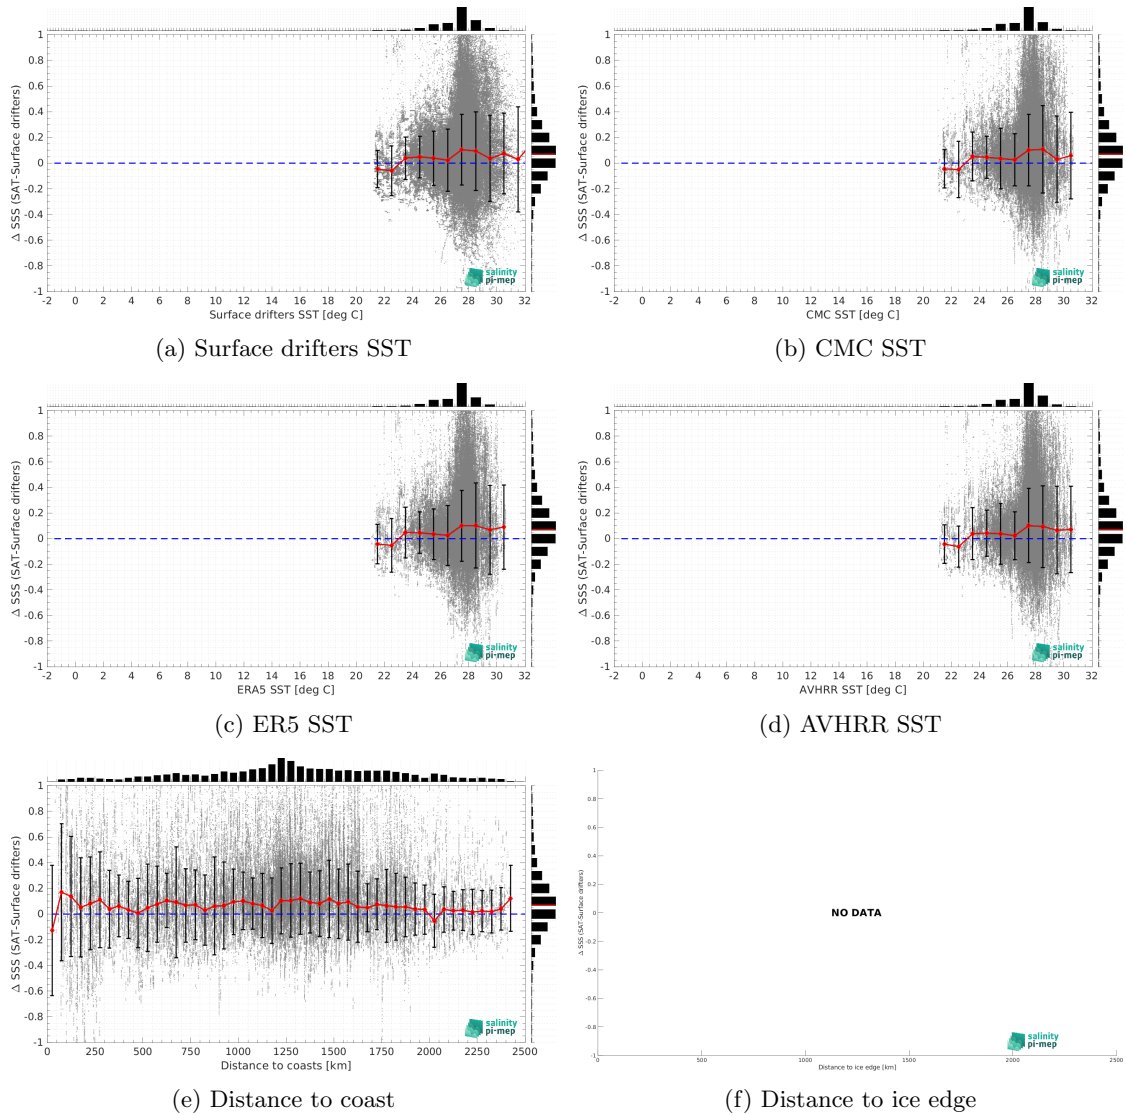 1
0.8
0.6
0.4
0.2
0
-0.2
-0.4
-0.6
-0.8
-1
Δ SSS (SAT-Surface drifters)
salinity
pi-mep
-2 0 2 4 6 8 10 12 14 16 18 20 22 24 26 28 30 32
Surface drifters SST [deg C]
(a) Surface drifters SST
1
0.8
0.6
0.4
0.2
0
-0.2
-0.4
-0.6
-0.8
-1
Δ SSS (SAT-Surface drifters)
salinity
pi-mep
-2 0 2 4 6 8 10 12 14 16 18 20 22 24 26 28 30 32
CMC SST [deg C]
(b) CMC SST
1
0.8
0.6
0.4
0.2
0
-0.2
-0.4
-0.6
-0.8
-1
Δ SSS (SAT-Surface drifters)
salinity
pi-mep
-2 0 2 4 6 8 10 12 14 16 18 20 22 24 26 28 30 32
ERA5 SST [deg C]
(c) ER5 SST
1
0.8
0.6
0.4
0.2
0
-0.2
-0.4
-0.6
-0.8
-1
Δ SSS (SAT-Surface drifters)
salinity
pi-mep
-2 0 2 4 6 8 10 12 14 16 18 20 22 24 26 28 30 32
AVHRR SST [deg C]
(d) AVHRR SST
1
0.8
0.6
0.4
0.2
0
-0.2
-0.4
-0.6
-0.8
-1
Δ SSS (SAT-Surface drifters)
salinity
pi-mep
0 250 500 750 1000 1250 1500 1750 2000 2250 2500
Distance to coasts [km]
(e) Distance to coast
1
0.8
0.6
0.4
0.2
0
-0.2
-0.4
-0.6
-0.8
-1
Δ SSS (SAT-Surface drifters)
NO DATA
salinity
pi-mep
0 500 1000 1500 2000 2500
Distance to ice edge [km]
(f) Distance to ice edge